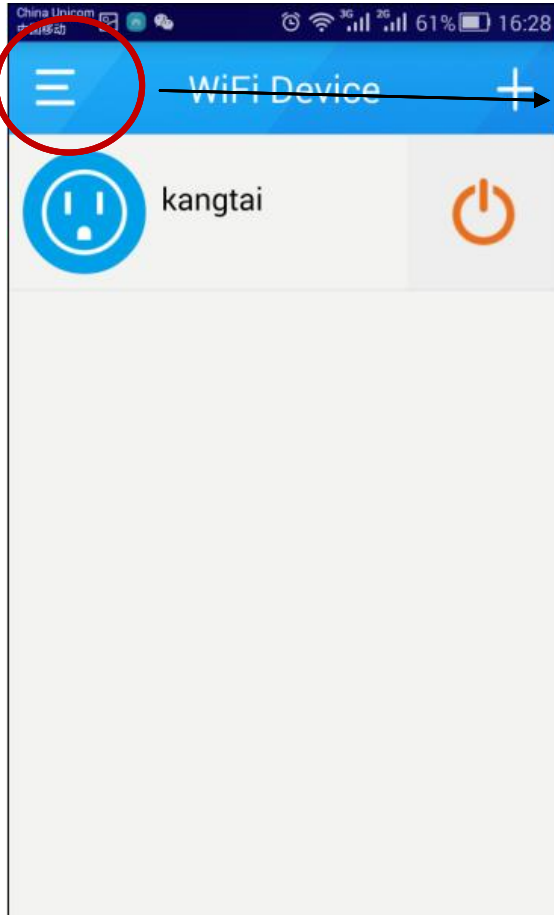 China Unicom
中国移动
3G 2G 61% 16:28
WiFi Device
kangtai